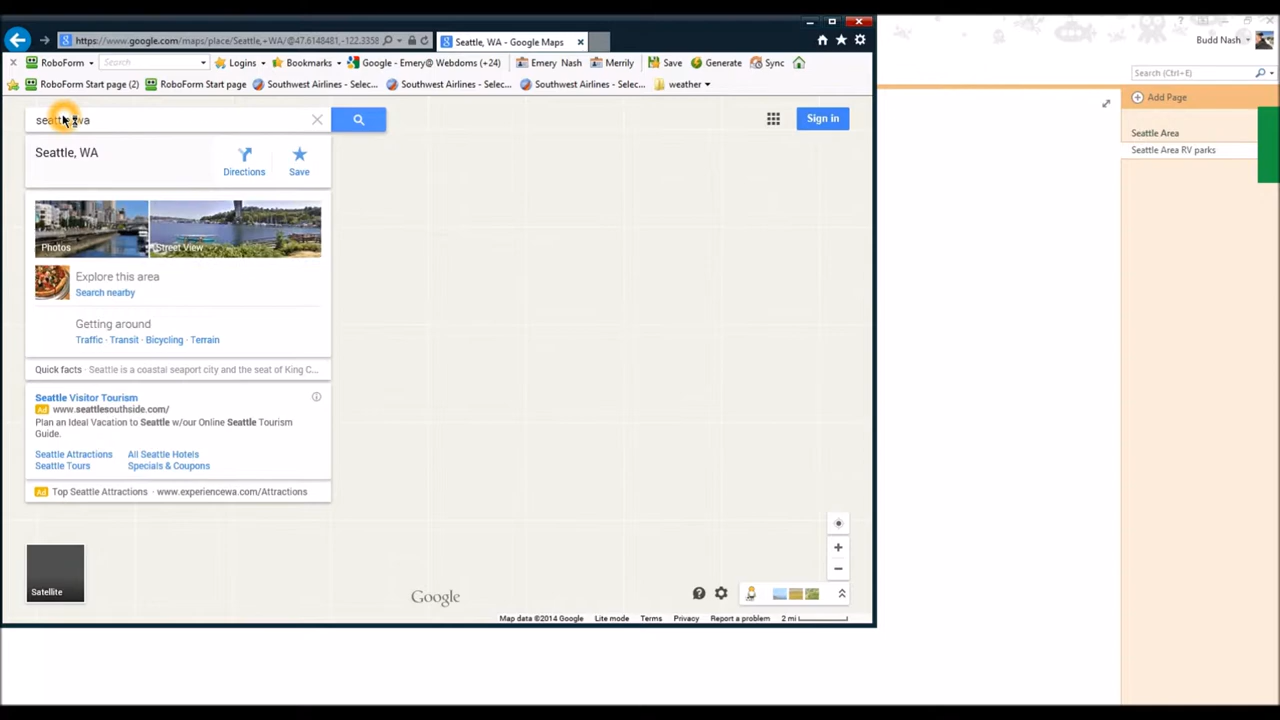 https://www.google.com/maps/place/Seattle,+WA/@47.6148481,-122.3358
Seattle, WA - Google Maps
Budd Nash
RoboForm
Search
Logins
Bookmarks
Google - Emery@ Webdoms (+24)
Emery Nash
Merrily
Save
Generate
Sync
Search (Ctrl+E)
RoboForm Start page (2)
RoboForm Start page
Southwest Airlines - Selec...
Southwest Airlines - Selec...
Southwest Airlines - Selec...
weather
Add Page
seattle wa
Sign in
Seattle Area
Seattle, WA
Seattle Area RV parks
Directions
Save
Photos
Street View
Explore this area
Search nearby
Getting around
Traffic · Transit · Bicycling · Terrain
Quick facts · Seattle is a coastal seaport city and the seat of King C...
Seattle Visitor Tourism
Ad www.seattlesouthside.com/
Plan an Ideal Vacation to Seattle w/our Online Seattle Tourism
Guide.
Seattle Attractions All Seattle Hotels
Seattle Tours Specials & Coupons
Ad Top Seattle Attractions · www.experiencewa.com/Attractions
Satellite
Google
Map data ©2014 Google Lite mode Terms Privacy Report a problem 2 mi